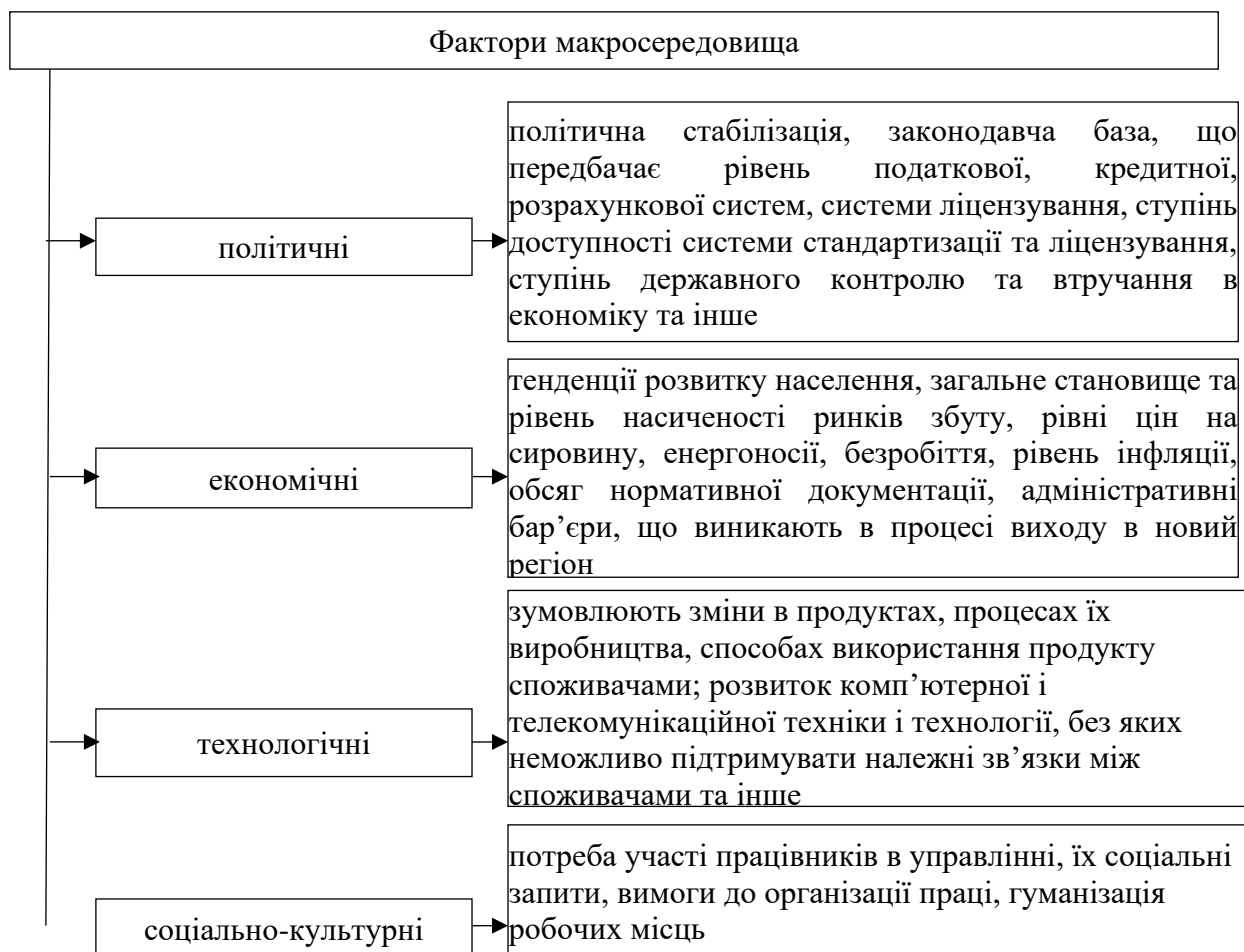 Фактори макросередовища
політичні
політична стабілізація, законодавча база, що
передбачає рівень податкової, кредитної,
розрахункової систем, системи ліцензування, ступінь
доступності системи стандартизації та ліцензування,
ступінь державного контролю та втручання в
економіку та інше
економічні
тенденції розвитку населення, загальне становище та
рівень насиченості ринків збуту, рівні цін на
сировину, енергоносії, безробіття, рівень інфляції,
обсяг нормативної документації, адміністративні
бар’єри, що виникають в процесі виходу в новий
регіон
технологічні
зумовлюють зміни в продуктах, процесах їх
виробництва, способах використання продукту
споживачами; розвиток комп’ютерної і
телекомунікаційної техніки і технології, без яких
неможливо підтримувати належні зв’язки між
споживачами та інше
соціально-культурні
потреба участі працівників в управлінні, їх соціальні
запити, вимоги до організації праці, гуманізація
робочих місць